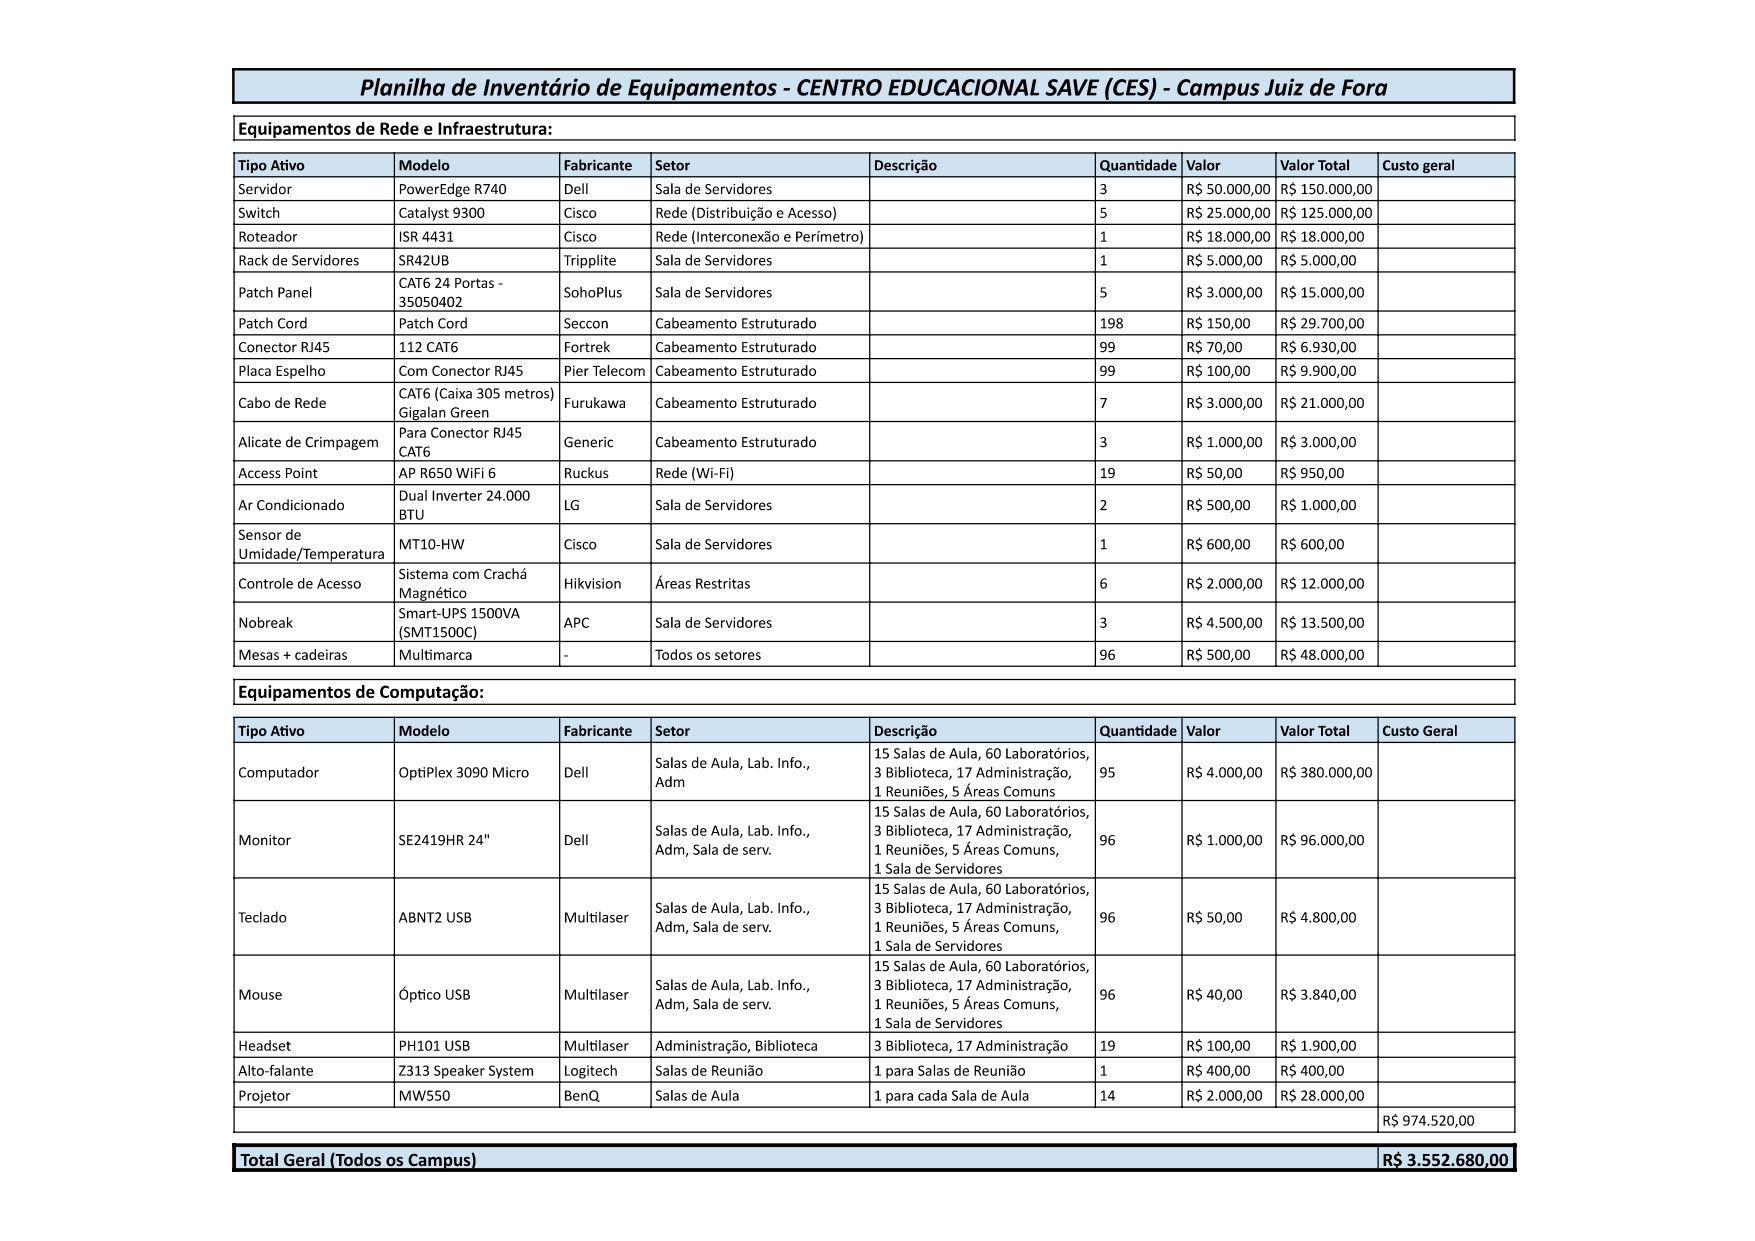 Planilha de Inventário de Equipamentos - CENTRO EDUCACIONAL SAVE (CES) - Campus Juiz de Fora
Equipamentos de Rede e Infraestrutura:
Tipo Ativo Modelo Fabricante Setor Descrição Quantidade Valor Valor Total Custo geral
Servidor PowerEdge R740 Dell Sala de Servidores 3 R$ 50.000,00 R$ 150.000,00
Switch Catalyst 9300 Cisco Rede (Distribuição e Acesso) 5 R$ 25.000,00 R$ 125.000,00
Roteador ISR 4431 Cisco Rede (Interconexão e Perímetro) 1 R$ 18.000,00 R$ 18.000,00
Rack de Servidores SR42UB Tripplite Sala de Servidores 1 R$ 5.000,00 R$ 5.000,00
Patch Panel CAT6 24 Portas -
35050402 SohoPlus Sala de Servidores 5 R$ 3.000,00 R$ 15.000,00
Patch Cord Patch Cord Seccon Cabeamento Estruturado 198 R$ 150,00 R$ 29.700,00
Conector RJ45 112 CAT6 Fortrek Cabeamento Estruturado 99 R$ 70,00 R$ 6.930,00
Placa Espelho Com Conector RJ45 Pier Telecom Cabeamento Estruturado 99 R$ 100,00 R$ 9.900,00
Cabo de Rede CAT6 (Caixa 305 metros)
Gigalan Green Furukawa Cabeamento Estruturado 7 R$ 3.000,00 R$ 21.000,00
Alicate de Crimpagem Para Conector RJ45
CAT6 Generic Cabeamento Estruturado 3 R$ 1.000,00 R$ 3.000,00
Access Point AP R650 WiFi 6 Ruckus Rede (Wi-Fi) 19 R$ 50,00 R$ 950,00
Ar Condicionado Dual Inverter 24.000
BTU LG Sala de Servidores 2 R$ 500,00 R$ 1.000,00
Sensor de
Umidade/Temperatura MT10-HW Cisco Sala de Servidores 1 R$ 600,00 R$ 600,00
Controle de Acesso Sistema com Crachá
Magnético Hikvision Áreas Restritas 6 R$ 2.000,00 R$ 12.000,00
Nobreak Smart-UPS 1500VA
(SMT1500C) APC Sala de Servidores 3 R$ 4.500,00 R$ 13.500,00
Mesas + cadeiras Multimarca - Todos os setores 96 R$ 500,00 R$ 48.000,00
Equipamentos de Computação:
Tipo Ativo Modelo Fabricante Setor Descrição Quantidade Valor Valor Total Custo Geral
Computador OptiPlex 3090 Micro Dell Salas de Aula, Lab. Info.,
Adm 15 Salas de Aula, 60 Laboratórios,
3 Biblioteca, 17 Administração,
1 Reuniões, 5 Áreas Comuns 95 R$ 4.000,00 R$ 380.000,00
Monitor SE2419HR 24" Dell Salas de Aula, Lab. Info.,
Adm, Sala de serv. 15 Salas de Aula, 60 Laboratórios,
3 Biblioteca, 17 Administração,
1 Reuniões, 5 Áreas Comuns,
1 Sala de Servidores 96 R$ 1.000,00 R$ 96.000,00
Teclado ABNT2 USB Multilaser Salas de Aula, Lab. Info.,
Adm, Sala de serv. 15 Salas de Aula, 60 Laboratórios,
3 Biblioteca, 17 Administração,
1 Reuniões, 5 Áreas Comuns,
1 Sala de Servidores 96 R$ 50,00 R$ 4.800,00
Mouse Óptico USB Multilaser Salas de Aula, Lab. Info.,
Adm, Sala de serv. 15 Salas de Aula, 60 Laboratórios,
3 Biblioteca, 17 Administração,
1 Reuniões, 5 Áreas Comuns,
1 Sala de Servidores 96 R$ 40,00 R$ 3.840,00
Headset PH101 USB Multilaser Administração, Biblioteca 3 Biblioteca, 17 Administração 19 R$ 100,00 R$ 1.900,00
Alto-falante Z313 Speaker System Logitech Salas de Reunião 1 para Salas de Reunião 1 R$ 400,00 R$ 400,00
Projetor MW550 BenQ Salas de Aula 1 para cada Sala de Aula 14 R$ 2.000,00 R$ 28.000,00
R$ 974.520,00
Total Geral (Todos os Campus) R$ 3.552.680,00